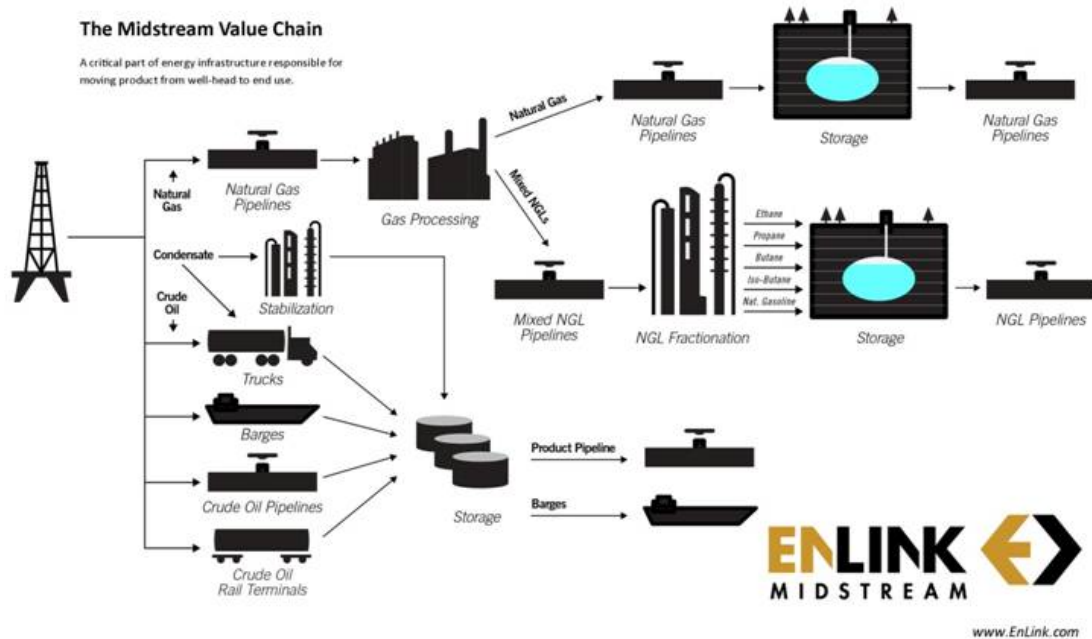 The Midstream Value Chain
A critical part of energy infrastructure responsible for
moving product from well-head to end use.
Natural Gas
Natural Gas
Pipelines
Storage
Natural Gas
Pipelines
Natural
Gas
Natural Gas
Pipelines
Gas Processing
Mixed NGLs
Condensate
Stabilization
Mixed NGL
Pipelines
NGL Fractionation
Ethane
Propane
Butane
Iso-Butane
Nat. Gasoline
Storage
NGL Pipelines
Crude
Oil
Trucks
Barges
Crude Oil Pipelines
Crude Oil
Rail Terminals
Storage
Product Pipeline
Barges
ENLINK
MIDSTREAM
www.EnLink.com